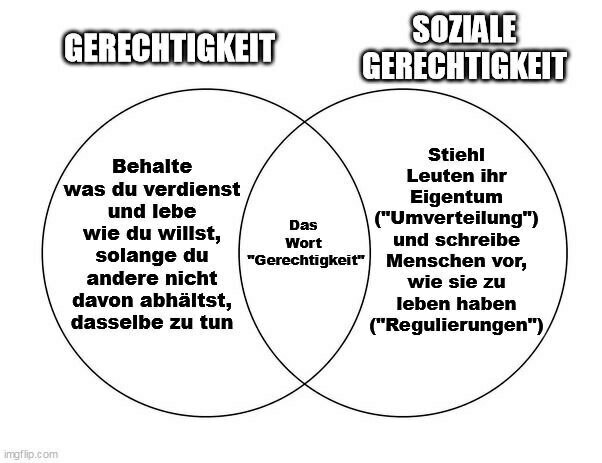 GERECHTIGKEIT
SOZIALE
GERECHTIGKEIT
Behalte
was du verdienst
und lebe
wie du willst,
solange du
andere nicht
davon abhältst,
dasselbe zu tun
Das
Wort
"Gerechtigkeit"
Stiehl
Leuten ihr
Eigentum
("Umverteilung")
und schreibe
Menschen vor,
wie sie zu
leben haben
("Regulierungen")
imgflip.com